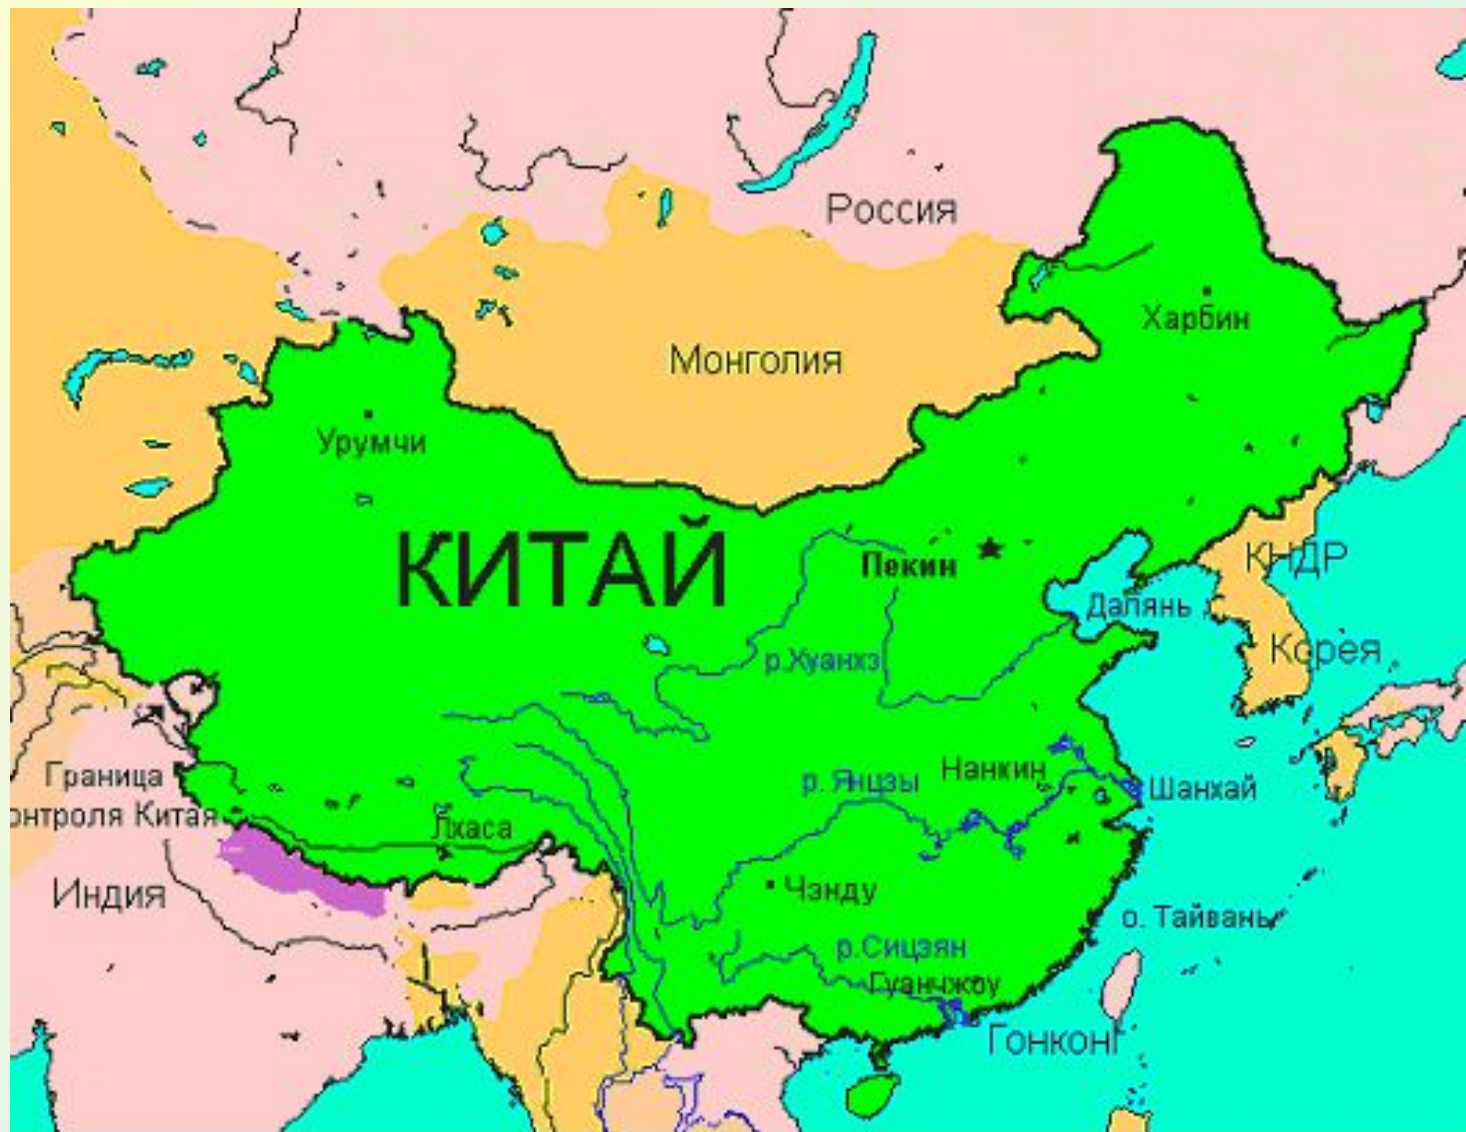 Россия
Харбин
Монголия
Урумчи
КИТАЙ
Пекин
КНДР
Далянь
Корея
р.Хуанхэ
Граница
онтроля Китая
р. Янцзы
Нанкин
Шанхай
Лхаса
Индия
Чэнду
о. Тайвань
р.Сицзян
Гуанчжоу
Гонконг